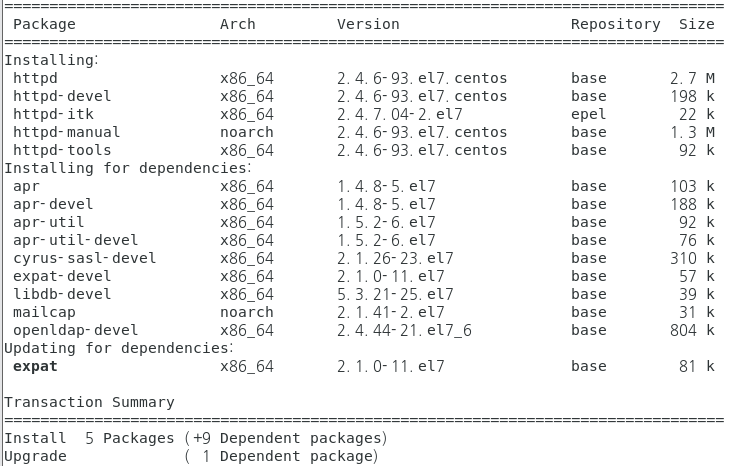 ================================================================================
Package Arch Version Repository Size
================================================================================
Installing:
httpd x86_64 2.4.6-93.el7.centos base 2.7 M
httpd-devel x86_64 2.4.6-93.el7.centos base 198 k
httpd-itk x86_64 2.4.7.04-2.el7 epel 22 k
httpd-manual noarch 2.4.6-93.el7.centos base 1.3 M
httpd-tools x86_64 2.4.6-93.el7.centos base 92 k
Installing for dependencies:
apr x86_64 1.4.8-5.el7 base 103 k
apr-devel x86_64 1.4.8-5.el7 base 188 k
apr-util x86_64 1.5.2-6.el7 base 92 k
apr-util-devel x86_64 1.5.2-6.el7 base 76 k
cyrus-sasl-devel x86_64 2.1.26-23.el7 base 310 k
expat-devel x86_64 2.1.0-11.el7 base 57 k
libdb-devel x86_64 5.3.21-25.el7 base 39 k
mailcap noarch 2.1.41-2.el7 base 31 k
openldap-devel x86_64 2.4.44-21.el7_6 base 804 k
Updating for dependencies:
expat x86_64 2.1.0-11.el7 base 81 k
Transaction Summary
================================================================================
Install 5 Packages (+9 Dependent packages)
Upgrade ( 1 Dependent package)